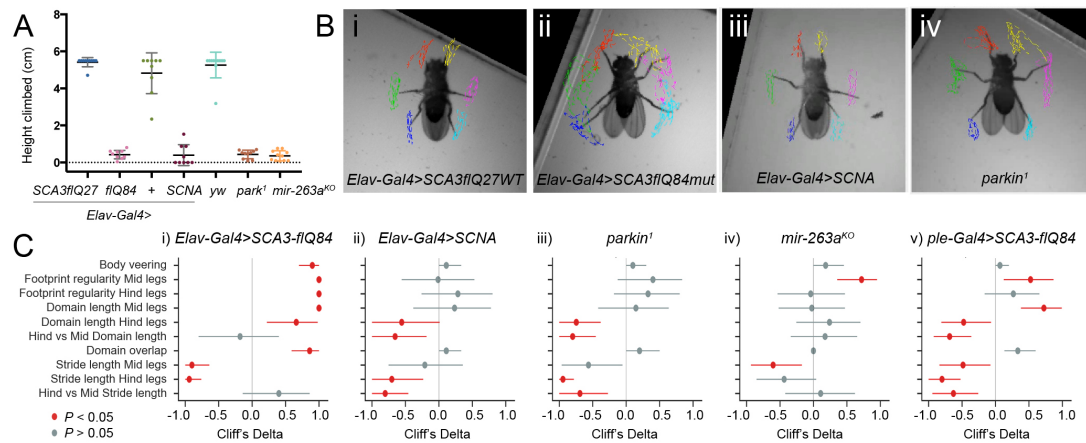 A
Height climbed (cm)
8
6
4
2
0
SCA3flQ27 flQ84 + SCNA yw park¹ mir-263aᴷᴼ
Elav-Gal4>
B
i
Elav-Gal4>SCA3flQ27WT
ii
Elav-Gal4>SCA3flQ84mut
iii
Elav-Gal4>SCNA
iv
parkin¹
C
i) Elav-Gal4>SCA3-flQ84
ii) Elav-Gal4>SCNA
iii) parkin¹
iv) mir-263aᴷᴼ
v) ple-Gal4>SCA3-flQ84
Body veering
Footprint regularity Mid legs
Footprint regularity Hind legs
Domain length Mid legs
Domain length Hind legs
Hind vs Mid Domain length
Domain overlap
Stride length Mid legs
Stride length Hind legs
Hind vs Mid Stride length
-1.0 -0.5 0.0 0.5 1.0
-1.0 -0.5 0.0 0.5 1.0
-1.0 -0.5 0.0 0.5 1.0
-1.0 -0.5 0.0 0.5 1.0
-1.0 -0.5 0.0 0.5 1.0
P < 0.05
P > 0.05
Cliff's Delta
Cliff's Delta
Cliff's Delta
Cliff's Delta
Cliff's Delta